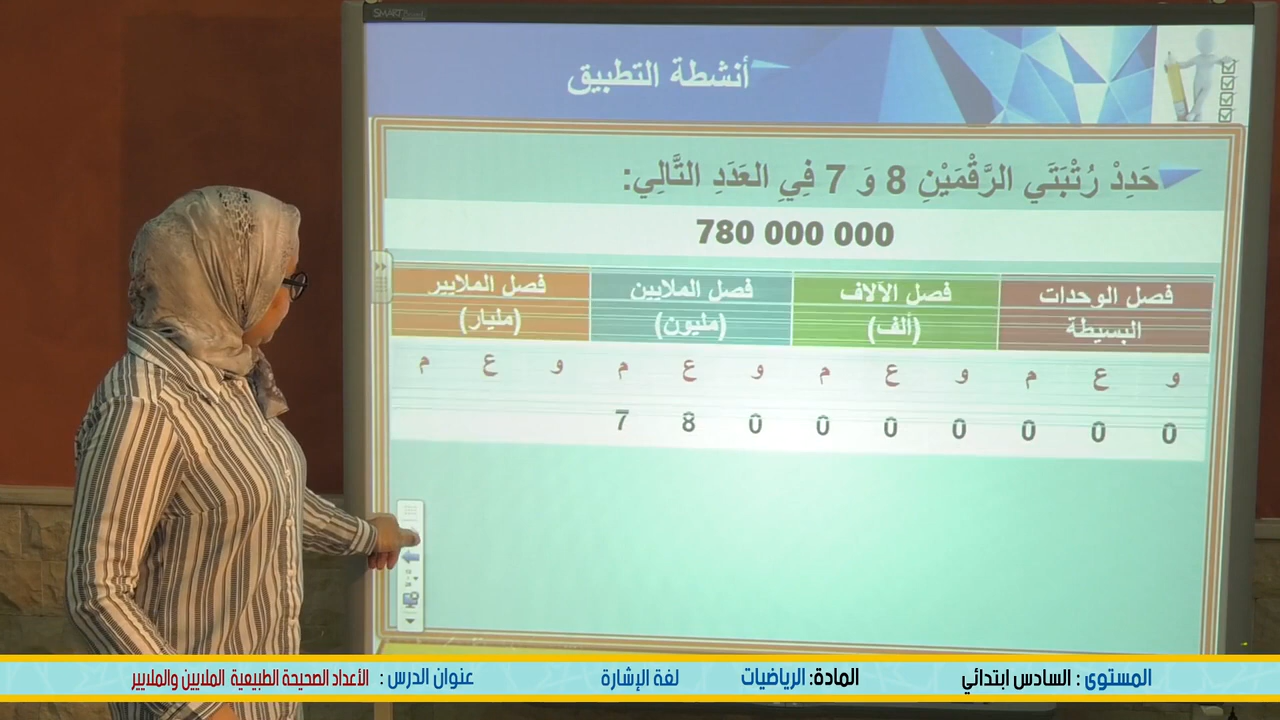 SMART
أنشطة التطبيق
حَدِدْ رُتْبَتَي الرَّقْمَيْنِ 8 وَ 7 فِي العَدَدِ التَّالِي:
780 000 000
فصل الوحدات البسيطة فصل الآلاف (ألف) فصل الملايين (مليون) فصل الملايير (مليار)
و ع م و ع م و ع م و ع م
0 0 0 0 0 0 0 8 7
المستوى : السادس ابتدائي المادة: الرياضيات لغة الإشارة عنوان الدرس : الأعداد الصحيحة الطبيعية الملايين والملايير